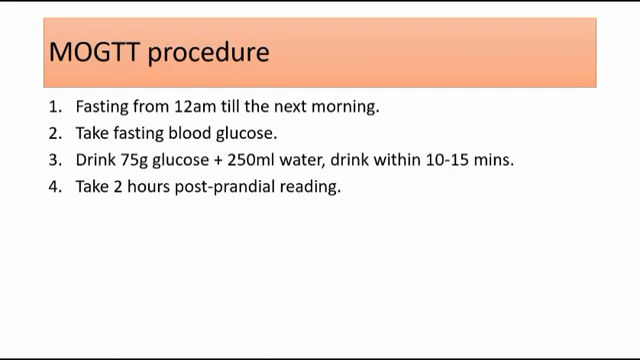 MOGTT procedure
1. Fasting from 12am till the next morning.
2. Take fasting blood glucose.
3. Drink 75g glucose + 250ml water, drink within 10-15 mins.
4. Take 2 hours post-prandial reading.